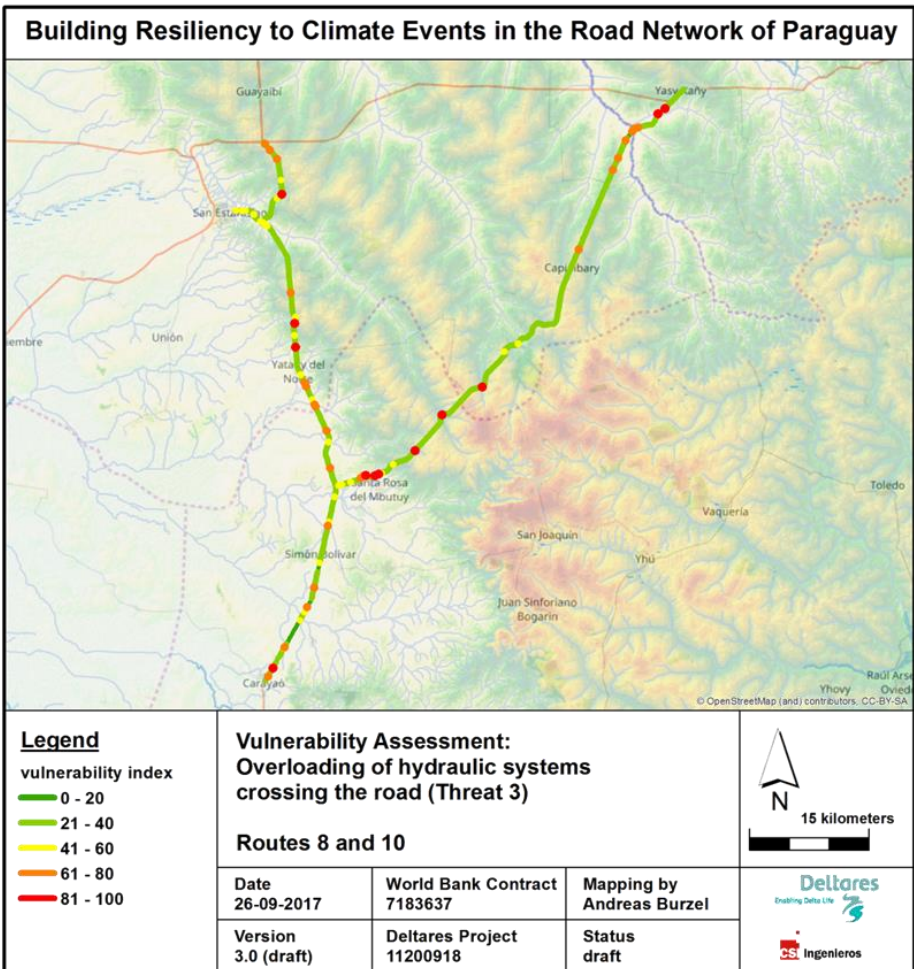 Building Resiliency to Climate Events in the Road Network of Paraguay
Guayaibí
Yasy Kañy
San Estanislao
Capiibary
Unión
iembre
Yataity del
Norte
Santa Rosa
del Mbutuy
Toledo
Vaquería
San Joaquín
Yhú
Simón Bolívar
Juan Sinforiano
Bogarín
Carayaó
Raúl Arse
Oviedo
Yhovy
© OpenStreetMap (and) contributors, CC-BY-SA
Legend
vulnerability index
0 - 20
21 - 40
41 - 60
61 - 80
81 - 100
Vulnerability Assessment:
Overloading of hydraulic systems
crossing the road (Threat 3)
Routes 8 and 10
N
15 kilometers
Date
26-09-2017
World Bank Contract
7183637
Mapping by
Andreas Burzel
Version
3.0 (draft)
Deltares Project
11200918
Status
draft
Deltares
Enabling Delta Life
CSI Ingenieros